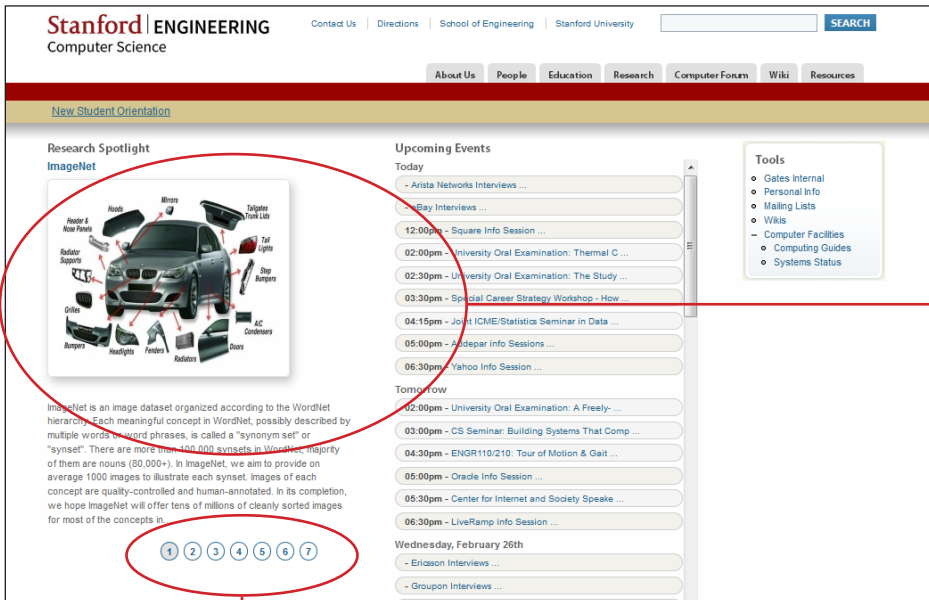 Stanford ENGINEERING
Computer Science
Contact Us Directions School of Engineering Stanford University SEARCH
About Us People Education Research Computer Forum Wiki Resources
New Student Orientation
Research Spotlight
ImageNet
Mirrors
Hoods
Tailgates
Trunk Lids
Header &
Nose Panels
Tail
Lights
Radiator
Supports
Step
Bumpers
Grilles
A/C
Condensers
Bumpers
Headlights
Fenders
Radiators
Doors
ImageNet is an image dataset organized according to the WordNet
hierarchy. Each meaningful concept in WordNet, possibly described by
multiple words or word phrases, is called a "synonym set" or
"synset". There are more than 100,000 synsets in WordNet, majority
of them are nouns (80,000+). In ImageNet, we aim to provide on
average 1000 images to illustrate each synset. Images of each
concept are quality-controlled and human-annotated. In its completion,
we hope ImageNet will offer tens of millions of cleanly sorted images
for most of the concepts in...
1 2 3 4 5 6 7
Upcoming Events
Today
- Arista Networks Interviews ...
- eBay Interviews ...
12:00pm - Square Info Session ...
02:00pm - University Oral Examination: Thermal C ...
02:30pm - University Oral Examination: The Study ...
03:30pm - Special Career Strategy Workshop - How ...
04:15pm - Joint ICME/Statistics Seminar in Data ...
05:00pm - Addepar info Sessions ...
06:30pm - Yahoo Info Session ...
Tomorrow
02:00pm - University Oral Examination: A Freely- ...
03:00pm - CS Seminar: Building Systems That Comp ...
04:30pm - ENGR110/210: Tour of Motion & Gait ...
05:00pm - Oracle Info Session ...
05:30pm - Center for Internet and Society Speake ...
06:30pm - LiveRamp info Session ...
Wednesday, February 26th
- Ericsson Interviews ...
- Groupon Interviews ...
Tools
Gates Internal
Personal Info
Mailing Lists
Wikis
Computer Facilities
Computing Guides
Systems Status